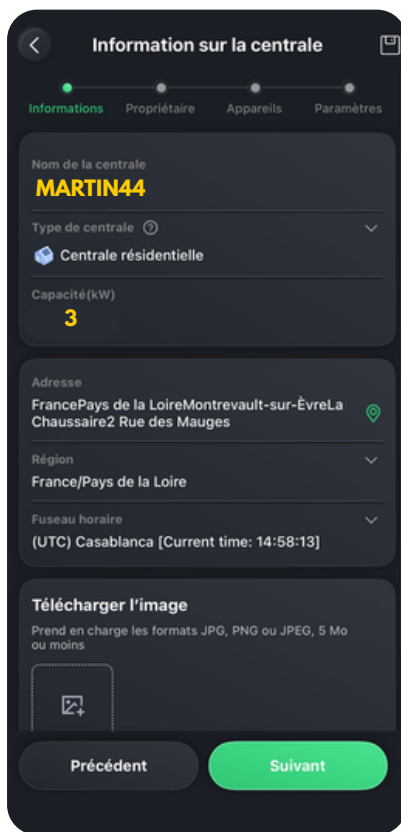 Information sur la centrale
Informations Propriétaire Appareils Paramètres
Nom de la centrale
MARTIN44
Type de centrale ?
Centrale résidentielle
Capacité(kW)
3
Adresse
FrancePays de la LoireMontrevault-sur-ÈvreLa
Chaussaire2 Rue des Mauges
Région
France/Pays de la Loire
Fuseau horaire
(UTC) Casablanca [Current time: 14:58:13]
Télécharger l'image
Prend en charge les formats JPG, PNG ou JPEG, 5 Mo
ou moins
Précédent Suivant